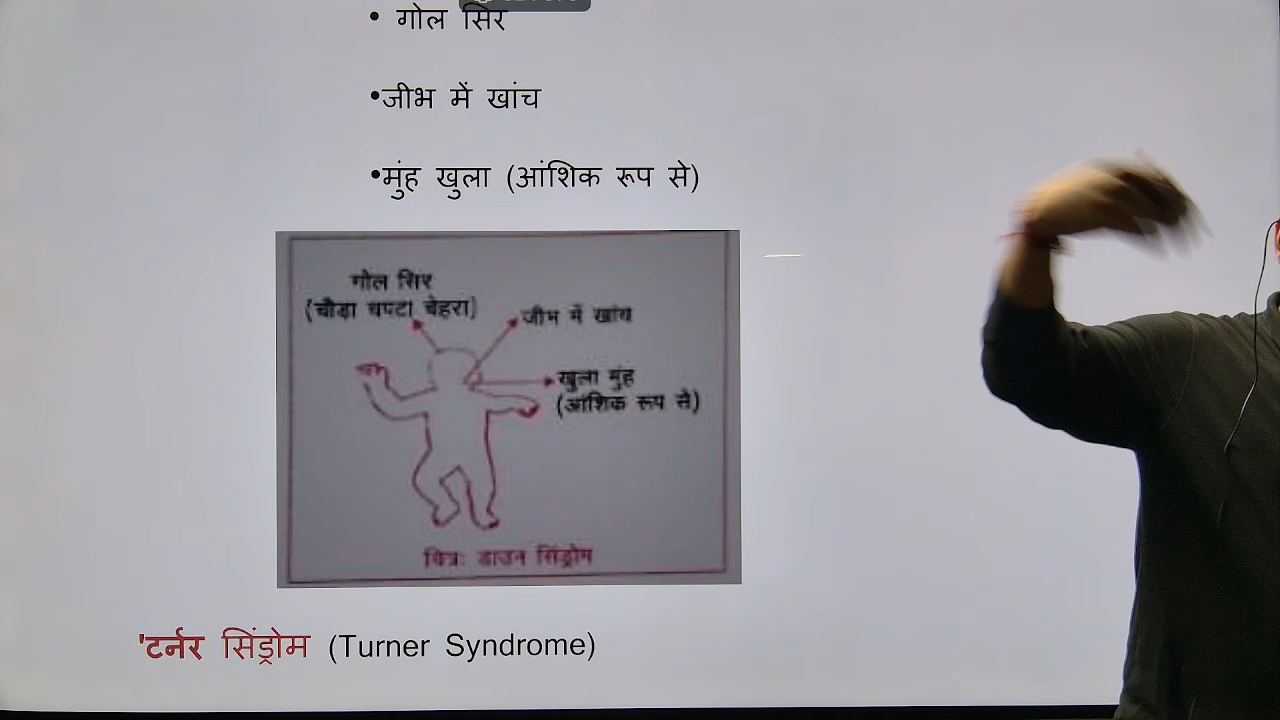 • गोल सिर
•जीभ में खांच
•मुंह खुला (आंशिक रूप से)
गौल सिर
(चौड़ा चपटा चेहरा)
जीभ में खांच
खुला मुंह
(आंशिक रूप से)
चित्रः डाउन सिंड्रोम
'टर्नर सिंड्रोम (Turner Syndrome)